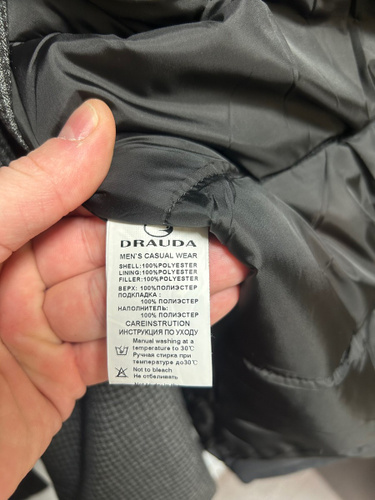 DRAUDA
MEN'S CASUAL WEAR
SHELL:100%POLYESTER
LINING:100%POLYESTER
FILLER:100%POLYESTER
ВЕРХ: 100%ПОЛИЭСТЕР
ПОДКЛАДКА :
100% ПОЛИЭСТЕР
НАПОЛНИТЕЛЬ:
100% ПОЛИЭСТЕР
CAREINSTRUTION
ИНСТРУКЦИЯ ПО УХОДУ
Manual washing at a
temperature to 30℃
Ручная стирка при
температуре до30℃
Not to bleach
Не отбеливать